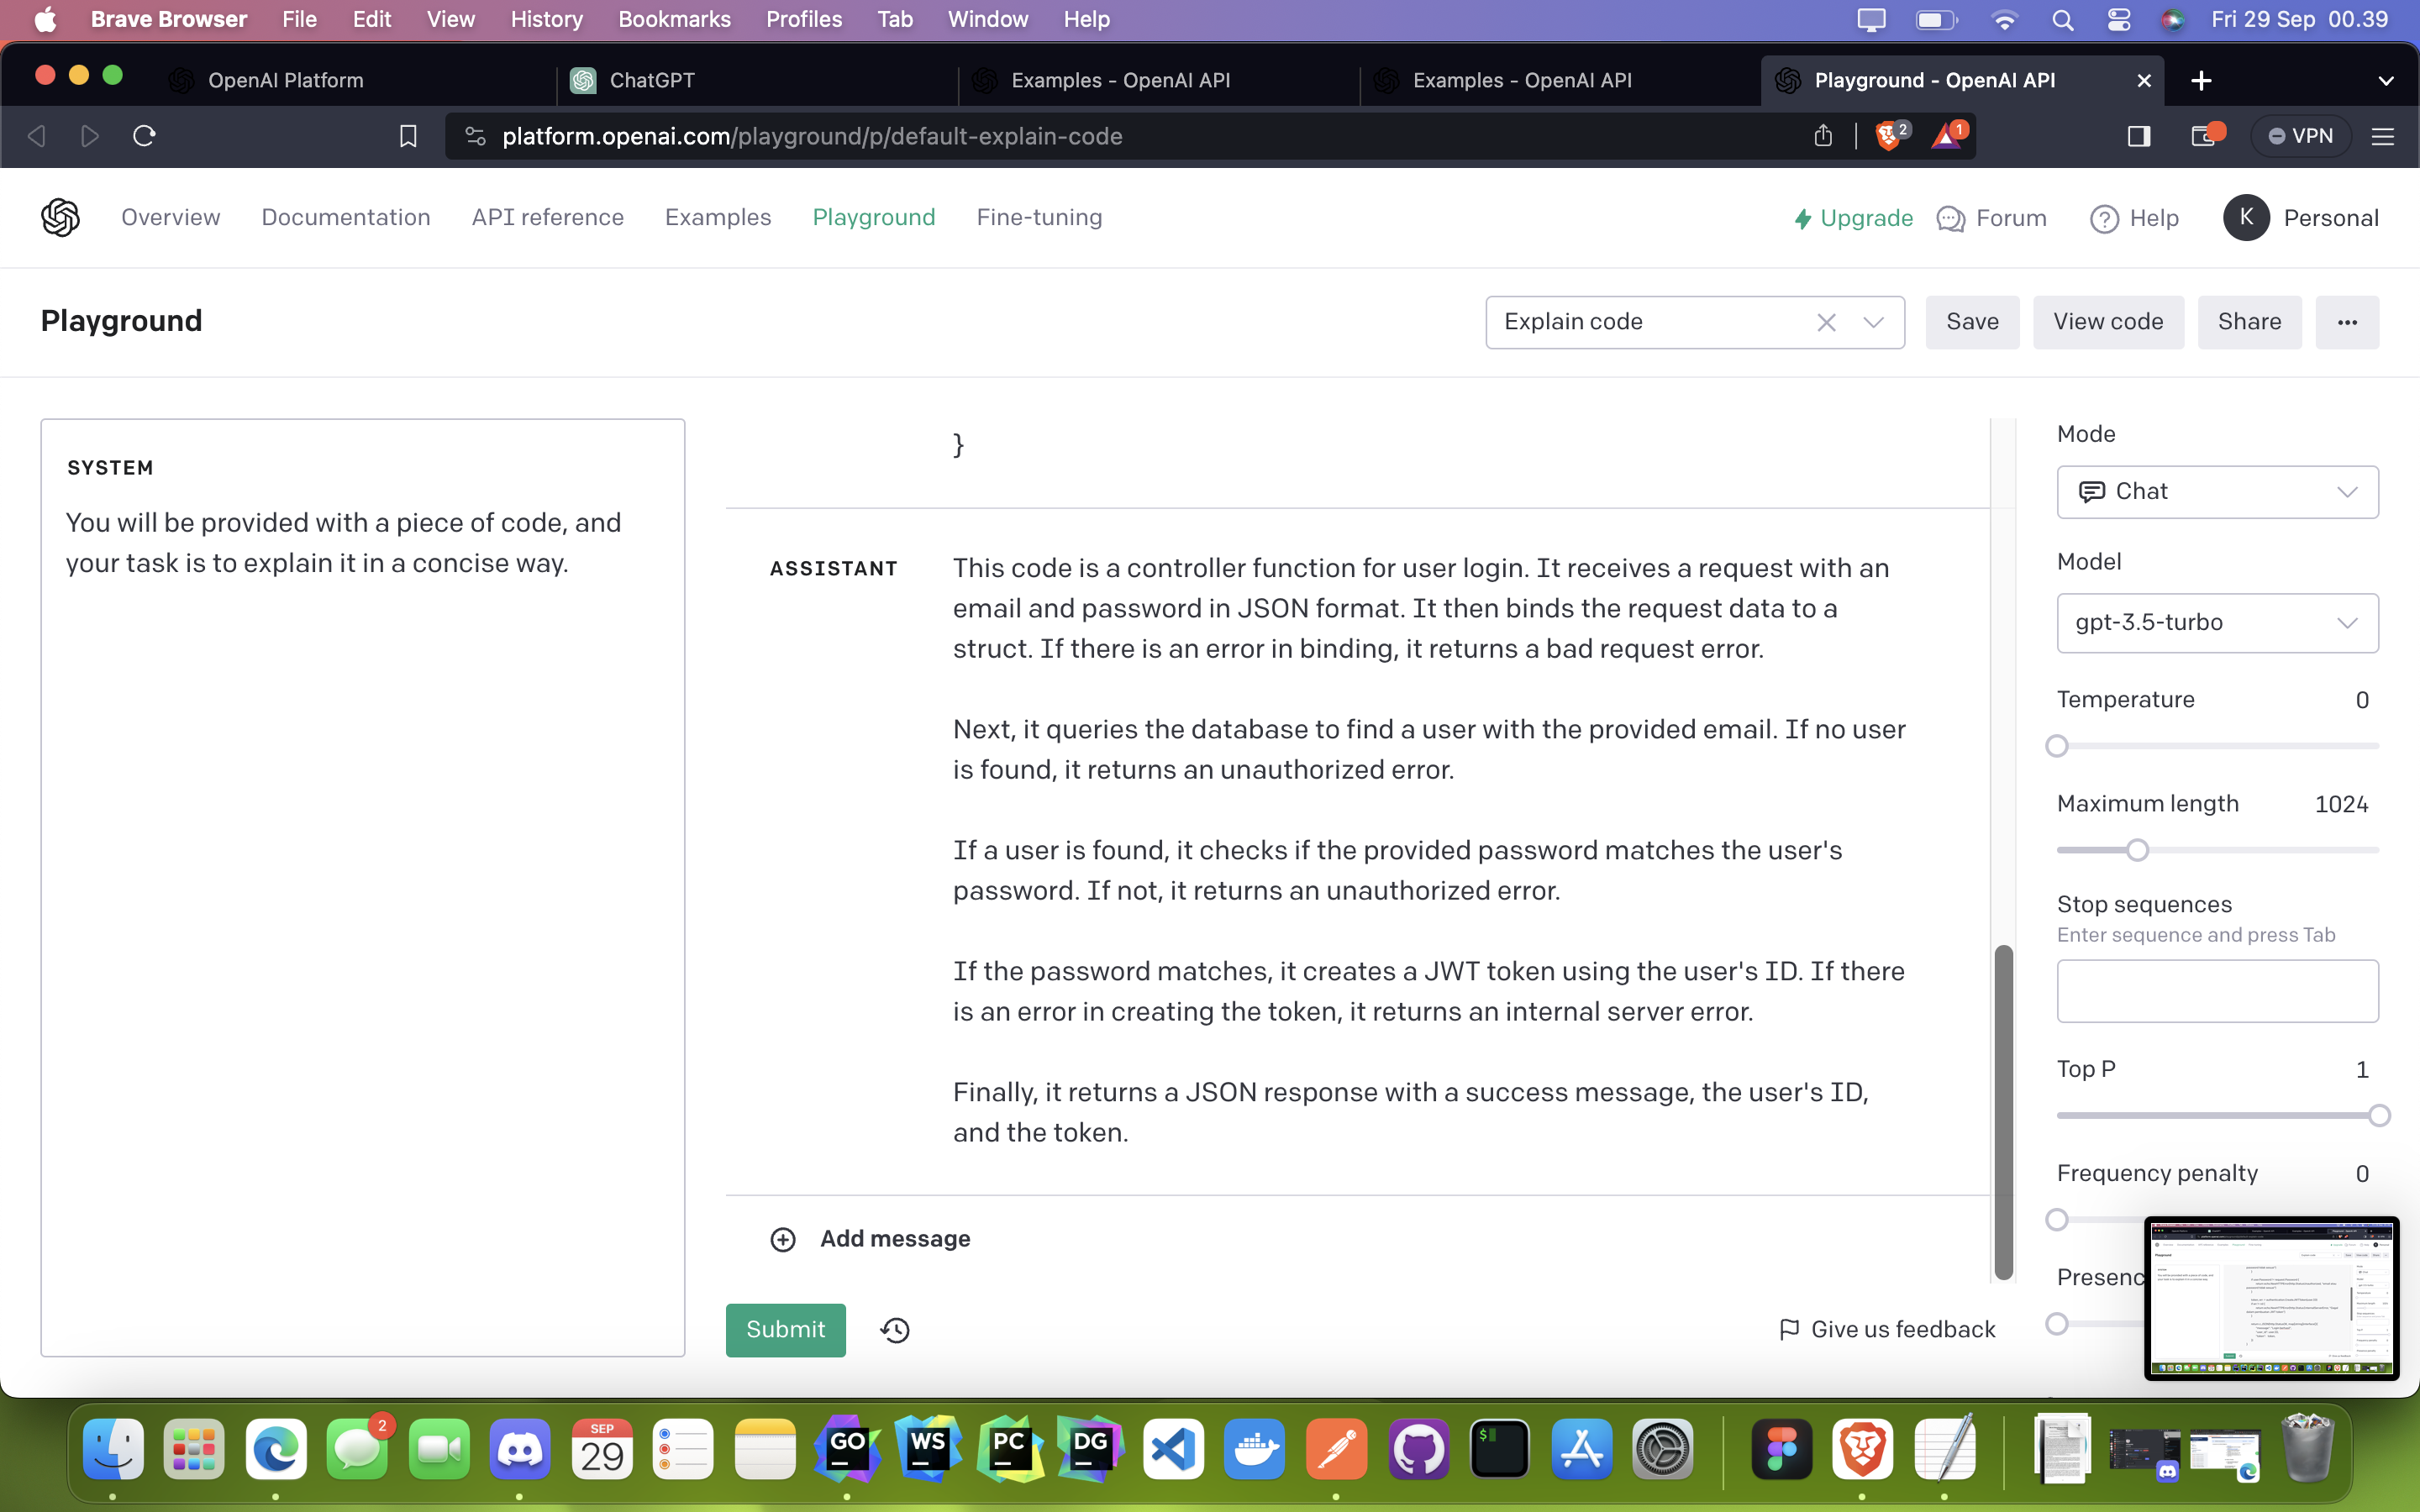 Brave Browser File Edit View History Bookmarks Profiles Tab Window Help Fri 29 Sep 00.39
OpenAI Platform ChatGPT Examples - OpenAI API Examples - OpenAI API Playground - OpenAI API
platform.openai.com/playground/p/default-explain-code 2 1 VPN
Overview Documentation API reference Examples Playground Fine-tuning Upgrade Forum Help K Personal
Playground Explain code Save View code Share ...
SYSTEM
You will be provided with a piece of code, and
your task is to explain it in a concise way.
}
ASSISTANT
This code is a controller function for user login. It receives a request with an
email and password in JSON format. It then binds the request data to a
struct. If there is an error in binding, it returns a bad request error.
Next, it queries the database to find a user with the provided email. If no user
is found, it returns an unauthorized error.
If a user is found, it checks if the provided password matches the user's
password. If not, it returns an unauthorized error.
If the password matches, it creates a JWT token using the user's ID. If there
is an error in creating the token, it returns an internal server error.
Finally, it returns a JSON response with a success message, the user's ID,
and the token.
Add message
Submit
Give us feedback
Mode
Chat
Model
gpt-3.5-turbo
Temperature 0
Maximum length 1024
Stop sequences
Enter sequence and press Tab
Top P 1
Frequency penalty 0
Presenc
2 SEP 29 GO WS PC DG $